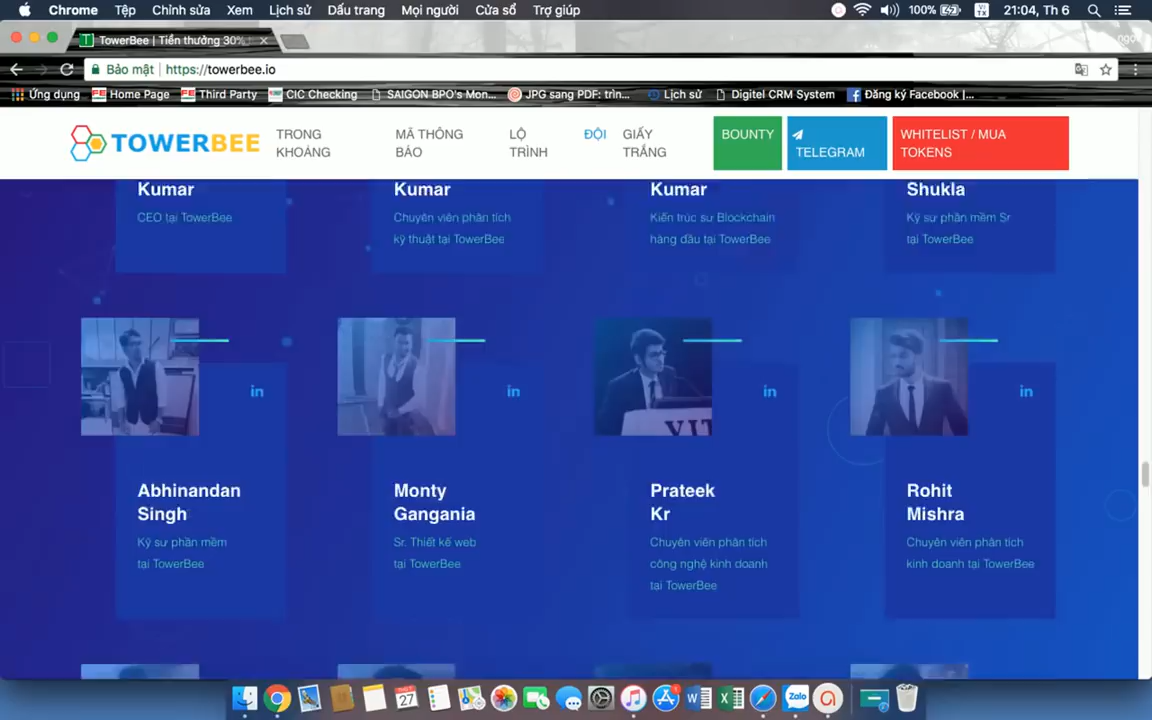 Chrome Tệp Chỉnh sửa Xem Lịch sử Dấu trang Mọi người Cửa sổ Trợ giúp 100% 21:04, Th 6
TowerBee | Tiền thưởng 30%
Bảo mật | https://towerbee.io
Ứng dụng Home Page Third Party CIC Checking SAIGON BPO's Mon... JPG sang PDF: trìn... Lịch sử Digitel CRM System Đăng ký Facebook |...
TOWERBEE
TRONG
KHOẢNG
MÃ THÔNG
BÁO
LỘ
TRÌNH
ĐỘI
GIẤY
TRẮNG
BOUNTY
TELEGRAM
WHITELIST / MUA
TOKENS
Kumar
CEO tại TowerBee
Kumar
Chuyên viên phân tích
kỹ thuật tại TowerBee
Kumar
Kiến trúc sư Blockchain
hàng đầu tại TowerBee
Shukla
Kỹ sư phần mềm Sr
tại TowerBee
in
in
in
in
Abhinandan
Singh
Kỹ sư phần mềm
tại TowerBee
Monty
Gangania
Sr. Thiết kế web
tại TowerBee
Prateek
Kr
Chuyên viên phân tích
công nghệ kinh doanh
tại TowerBee
Rohit
Mishra
Chuyên viên phân tích
kinh doanh tại TowerBee
27
Zalo